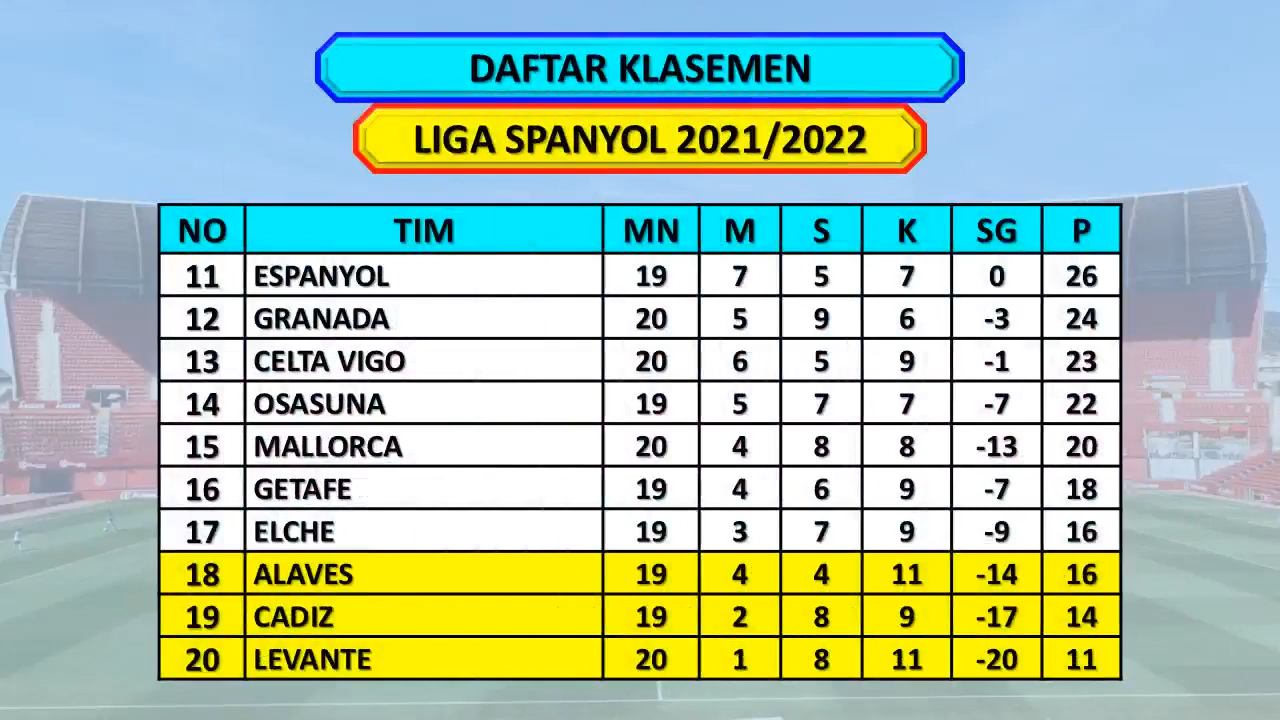 DAFTAR KLASEMEN
LIGA SPANYOL 2021/2022
NO TIM MN M S K SG P
11 ESPANYOL 19 7 5 7 0 26
12 GRANADA 20 5 9 6 -3 24
13 CELTA VIGO 20 6 5 9 -1 23
14 OSASUNA 19 5 7 7 -7 22
15 MALLORCA 20 4 8 8 -13 20
16 GETAFE 19 4 6 9 -7 18
17 ELCHE 19 3 7 9 -9 16
18 ALAVES 19 4 4 11 -14 16
19 CADIZ 19 2 8 9 -17 14
20 LEVANTE 20 1 8 11 -20 11